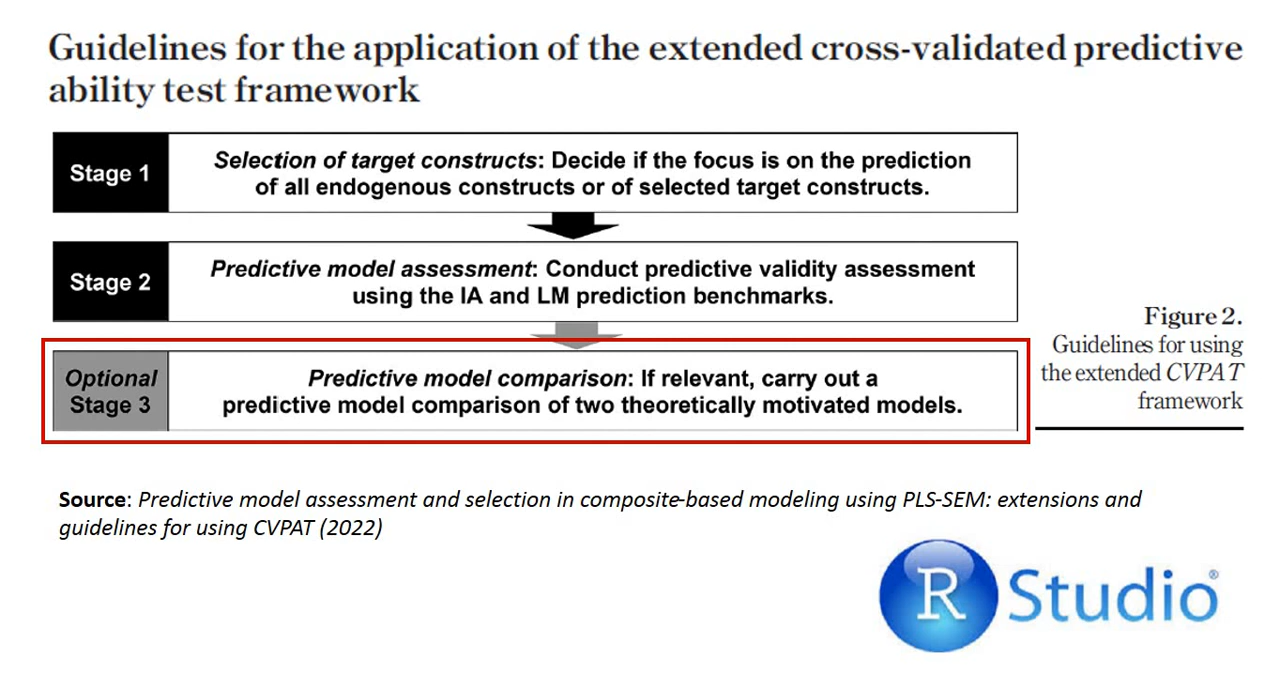 Guidelines for the application of the extended cross-validated predictive
ability test framework
Stage 1
Selection of target constructs: Decide if the focus is on the prediction
of all endogenous constructs or of selected target constructs.
Stage 2
Predictive model assessment: Conduct predictive validity assessment
using the IA and LM prediction benchmarks.
Optional
Stage 3
Predictive model comparison: If relevant, carry out a
predictive model comparison of two theoretically motivated models.
Figure 2.
Guidelines for using
the extended CVPAT
framework
Source: Predictive model assessment and selection in composite-based modeling using PLS-SEM: extensions and
guidelines for using CVPAT (2022)
R Studio®